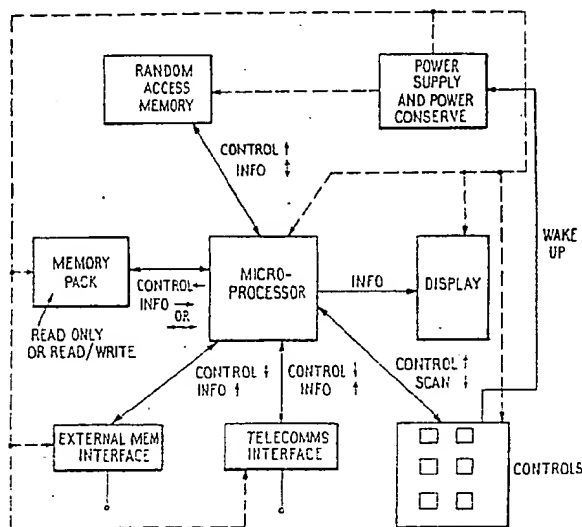 RANDOM
ACCESS
MEMORY
POWER
SUPPLY
AND POWER
CONSERVE
CONTROL ↑
INFO ↕
WAKE
UP
MEMORY
PACK
CONTROL ←
INFO →
OR
MICRO-
PROCESSOR
INFO
DISPLAY
READ ONLY
OR READ/WRITE
CONTROL ↓
INFO ↑
CONTROL ↓
INFO ↑
CONTROL ↑
SCAN ↓
EXTERNAL MEM
INTERFACE
TELECOMMS
INTERFACE
CONTROLS